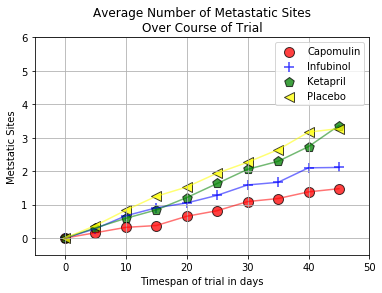 Average Number of Metastatic Sites
Over Course of Trial
Capomulin
Infubinol
Ketapril
Placebo
6
5
4
3
2
1
0
Metstatic Sites
0
10
20
30
40
50
Timespan of trial in days